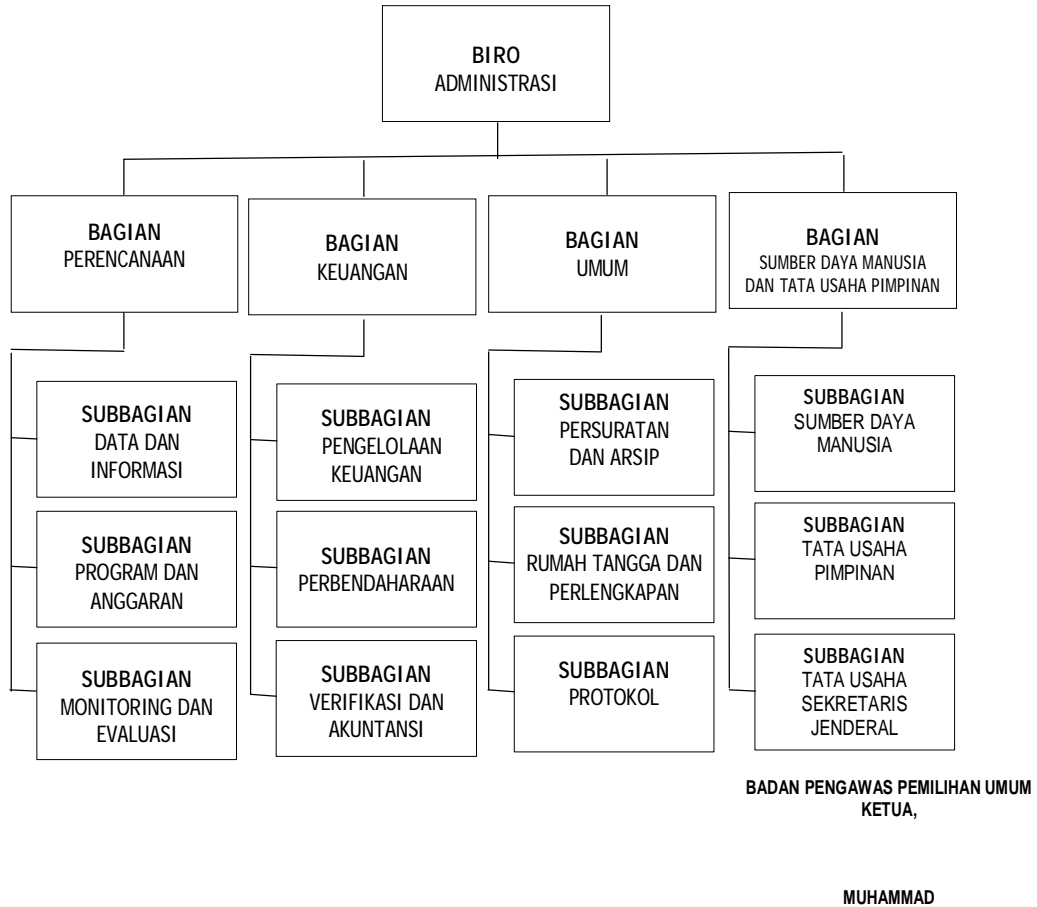 BIRO
ADMINISTRASI
BAGIAN
PERENCANAAN
BAGIAN
KEUANGAN
BAGIAN
UMUM
BAGIAN
SUMBER DAYA MANUSIA
DAN TATA USAHA PIMPINAN
SUBBAGIAN
DATA DAN
INFORMASI
SUBBAGIAN
PENGELOLAAN
KEUANGAN
SUBBAGIAN
PERSURATAN
DAN ARSIP
SUBBAGIAN
SUMBER DAYA
MANUSIA
SUBBAGIAN
PROGRAM DAN
ANGGARAN
SUBBAGIAN
PERBENDAHARAAN
SUBBAGIAN
RUMAH TANGGA DAN
PERLENGKAPAN
SUBBAGIAN
TATA USAHA
PIMPINAN
SUBBAGIAN
MONITORING DAN
EVALUASI
SUBBAGIAN
VERIFIKASI DAN
AKUNTANSI
SUBBAGIAN
PROTOKOL
SUBBAGIAN
TATA USAHA
SEKRETARIS
JENDERAL
BADAN PENGAWAS PEMILIHAN UMUM
KETUA,
MUHAMMAD